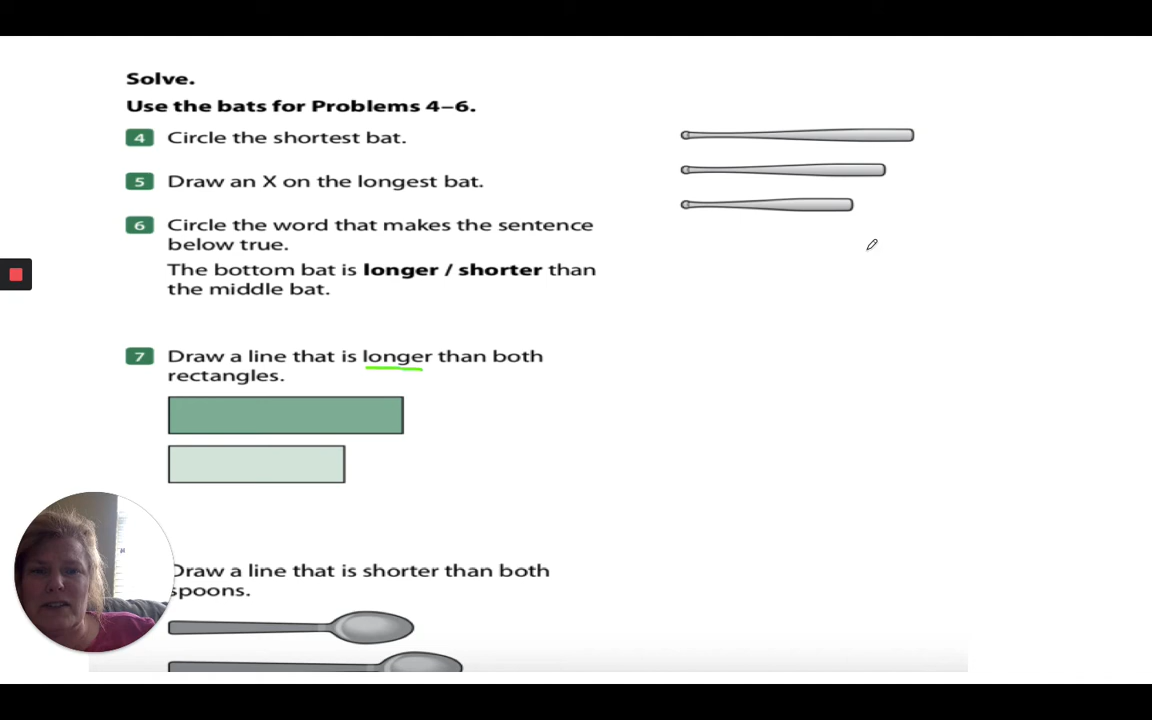 Solve.
Use the bats for Problems 4–6.
4 Circle the shortest bat.
5 Draw an X on the longest bat.
6 Circle the word that makes the sentence
below true.
The bottom bat is longer / shorter than
the middle bat.
7 Draw a line that is longer than both
rectangles.
Draw a line that is shorter than both
spoons.